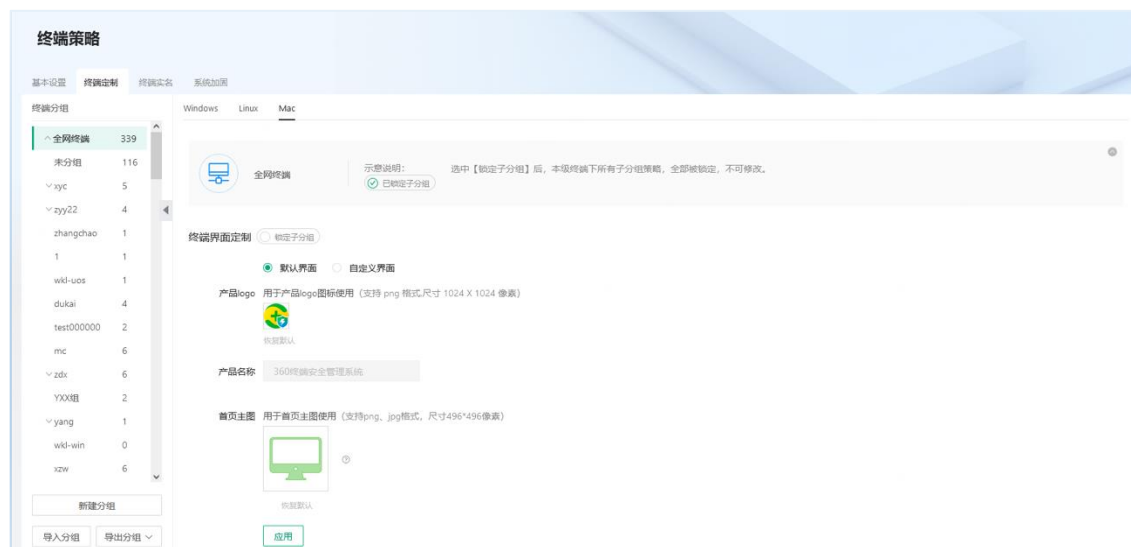 终端策略
基本设置 终端定制 终端实名 系统加固
终端分组
全网终端 339
未分组 116
xyc 5
zyy22 4
zhangchao 1
1 1
wkl-uos 1
dukai 4
test000000 2
mc 6
zdx 6
YXX组 2
yang 1
wkl-win 0
xzw 6
新建分组
导入分组 导出分组
Windows Linux Mac
全网终端
示意说明： 选中【锁定子分组】后，本级终端下所有子分组策略，全部被锁定，不可修改。
已锁定子分组
终端界面定制 锁定子分组
默认界面 自定义界面
产品logo 用于产品logo图标使用（支持 png 格式,尺寸 1024 X 1024 像素）
恢复默认
产品名称 360终端安全管理系统
首页主图 用于首页主图使用（支持png、jpg格式，尺寸496*496像素）
恢复默认
应用